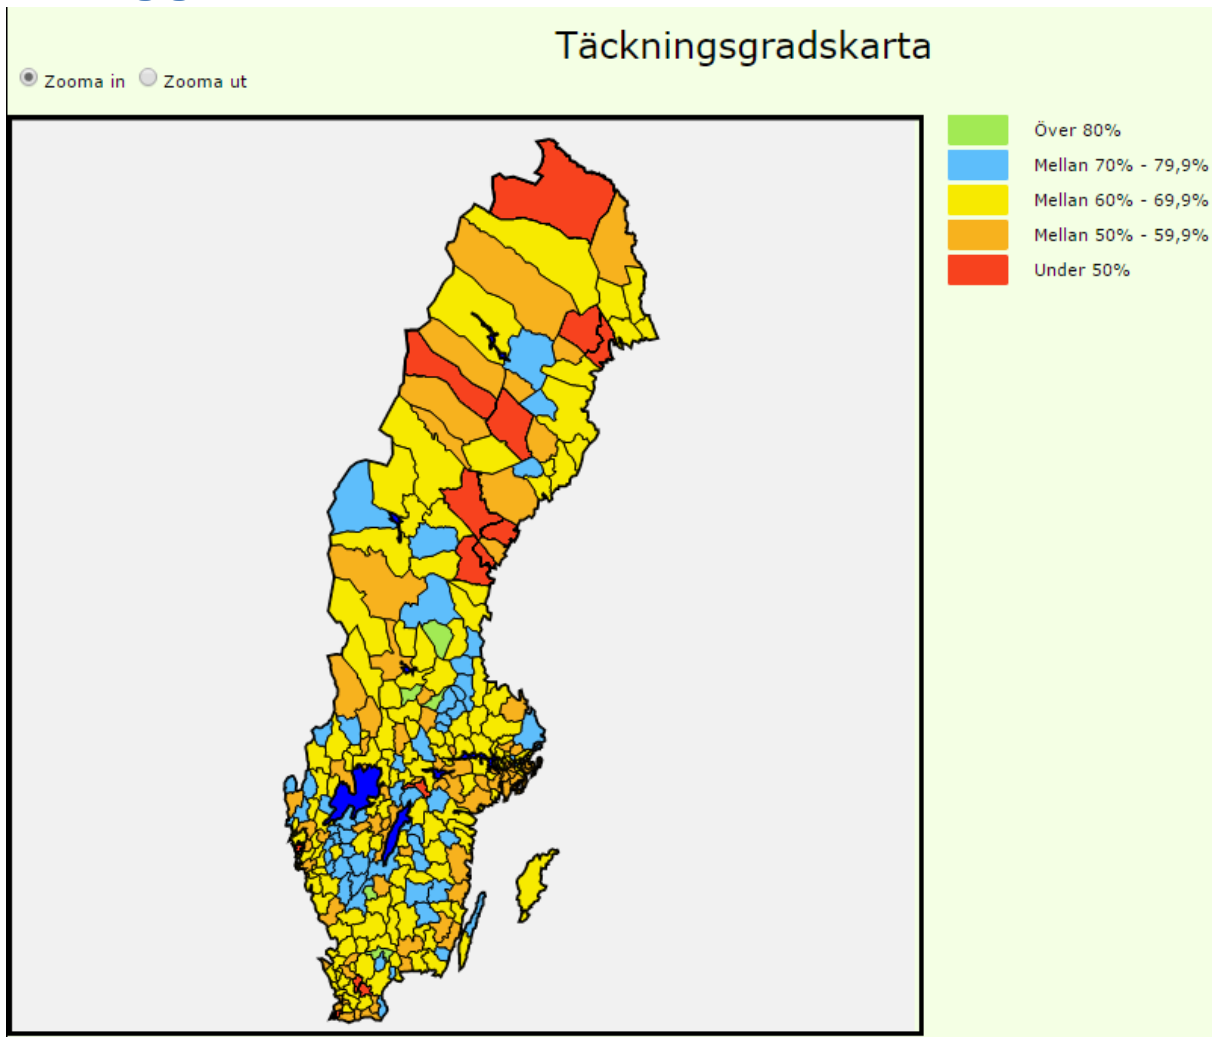 Täckningsgradskarta
Zooma in Zooma ut
Över 80%
Mellan 70% - 79,9%
Mellan 60% - 69,9%
Mellan 50% - 59,9%
Under 50%